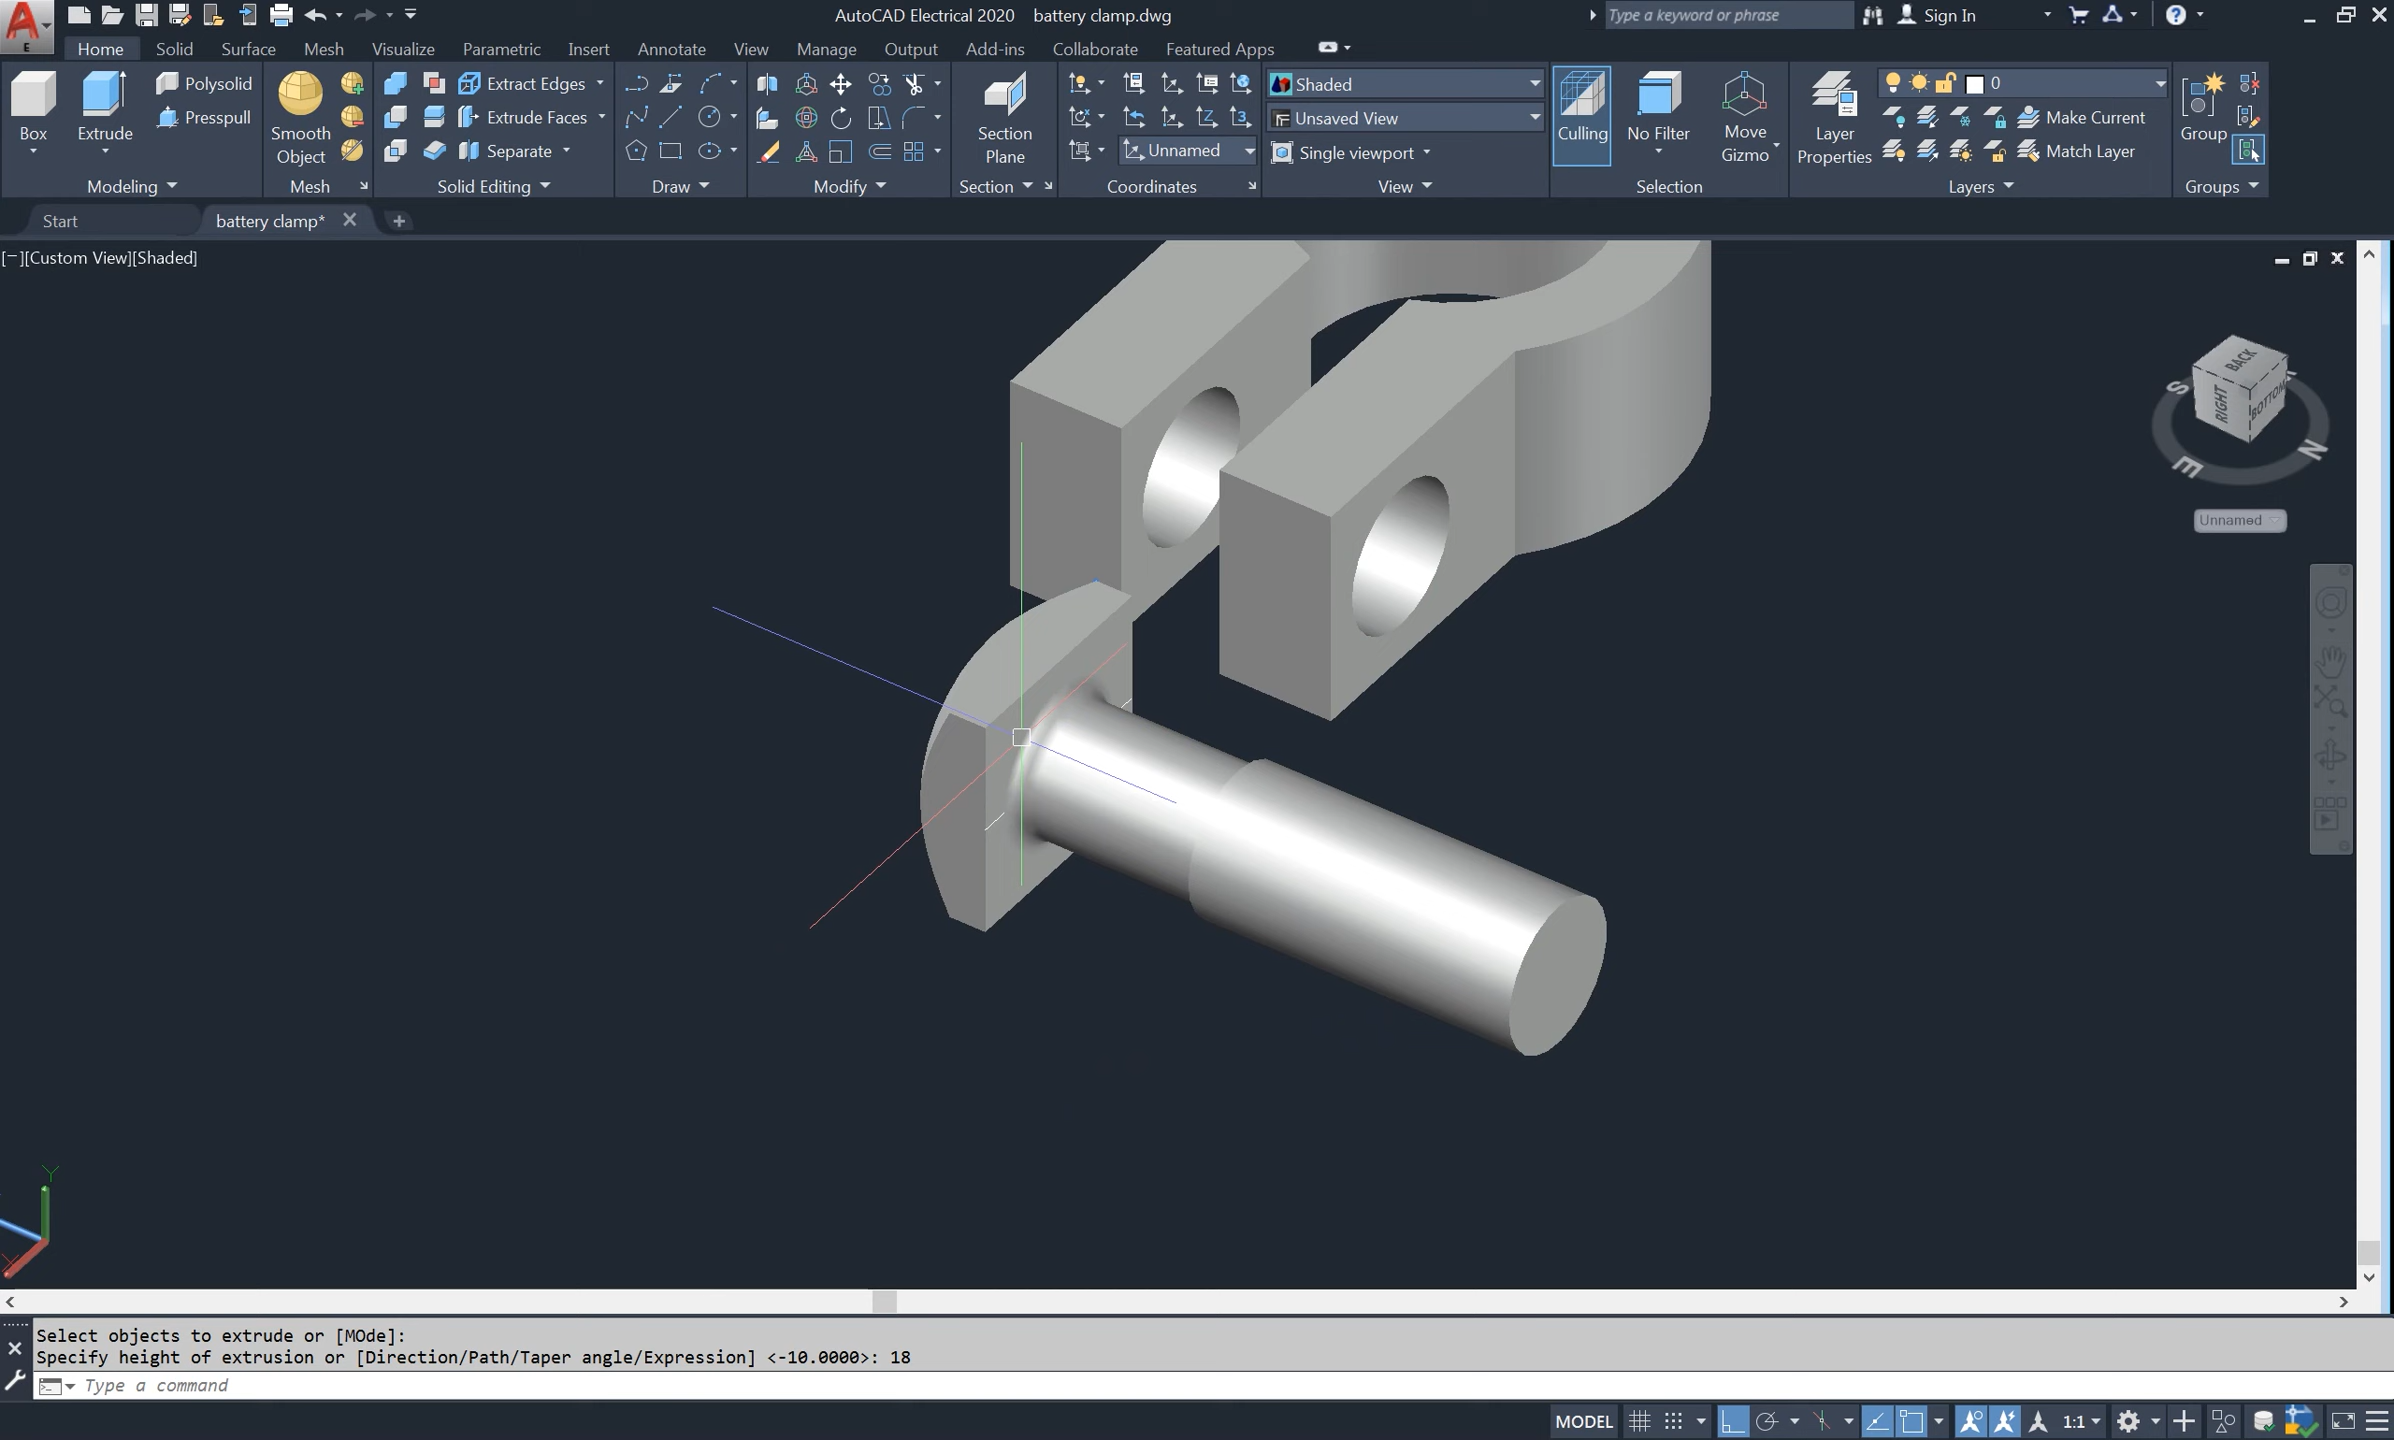 AutoCAD Electrical 2020 battery clamp.dwg
Type a keyword or phrase
Sign In
Home Solid Surface Mesh Visualize Parametric Insert Annotate View Manage Output Add-ins Collaborate Featured Apps
Box
Extrude
Polysolid
Presspull
Modeling
Smooth Object
Mesh
Extract Edges
Extrude Faces
Separate
Solid Editing
Draw
Modify
Section Plane
Section
Unnamed
Coordinates
Shaded
Unsaved View
Single viewport
View
Culling
No Filter
Move Gizmo
Selection
Layer Properties
0
Make Current
Match Layer
Layers
Group
Groups
Start
battery clamp*
[−][Custom View][Shaded]
BACK
RIGHT
BOTTOM
S
E
N
Unnamed
Y
X
Select objects to extrude or [MOde]:
Specify height of extrusion or [Direction/Path/Taper angle/Expression] <-10.0000>: 18
Type a command
MODEL
1:1